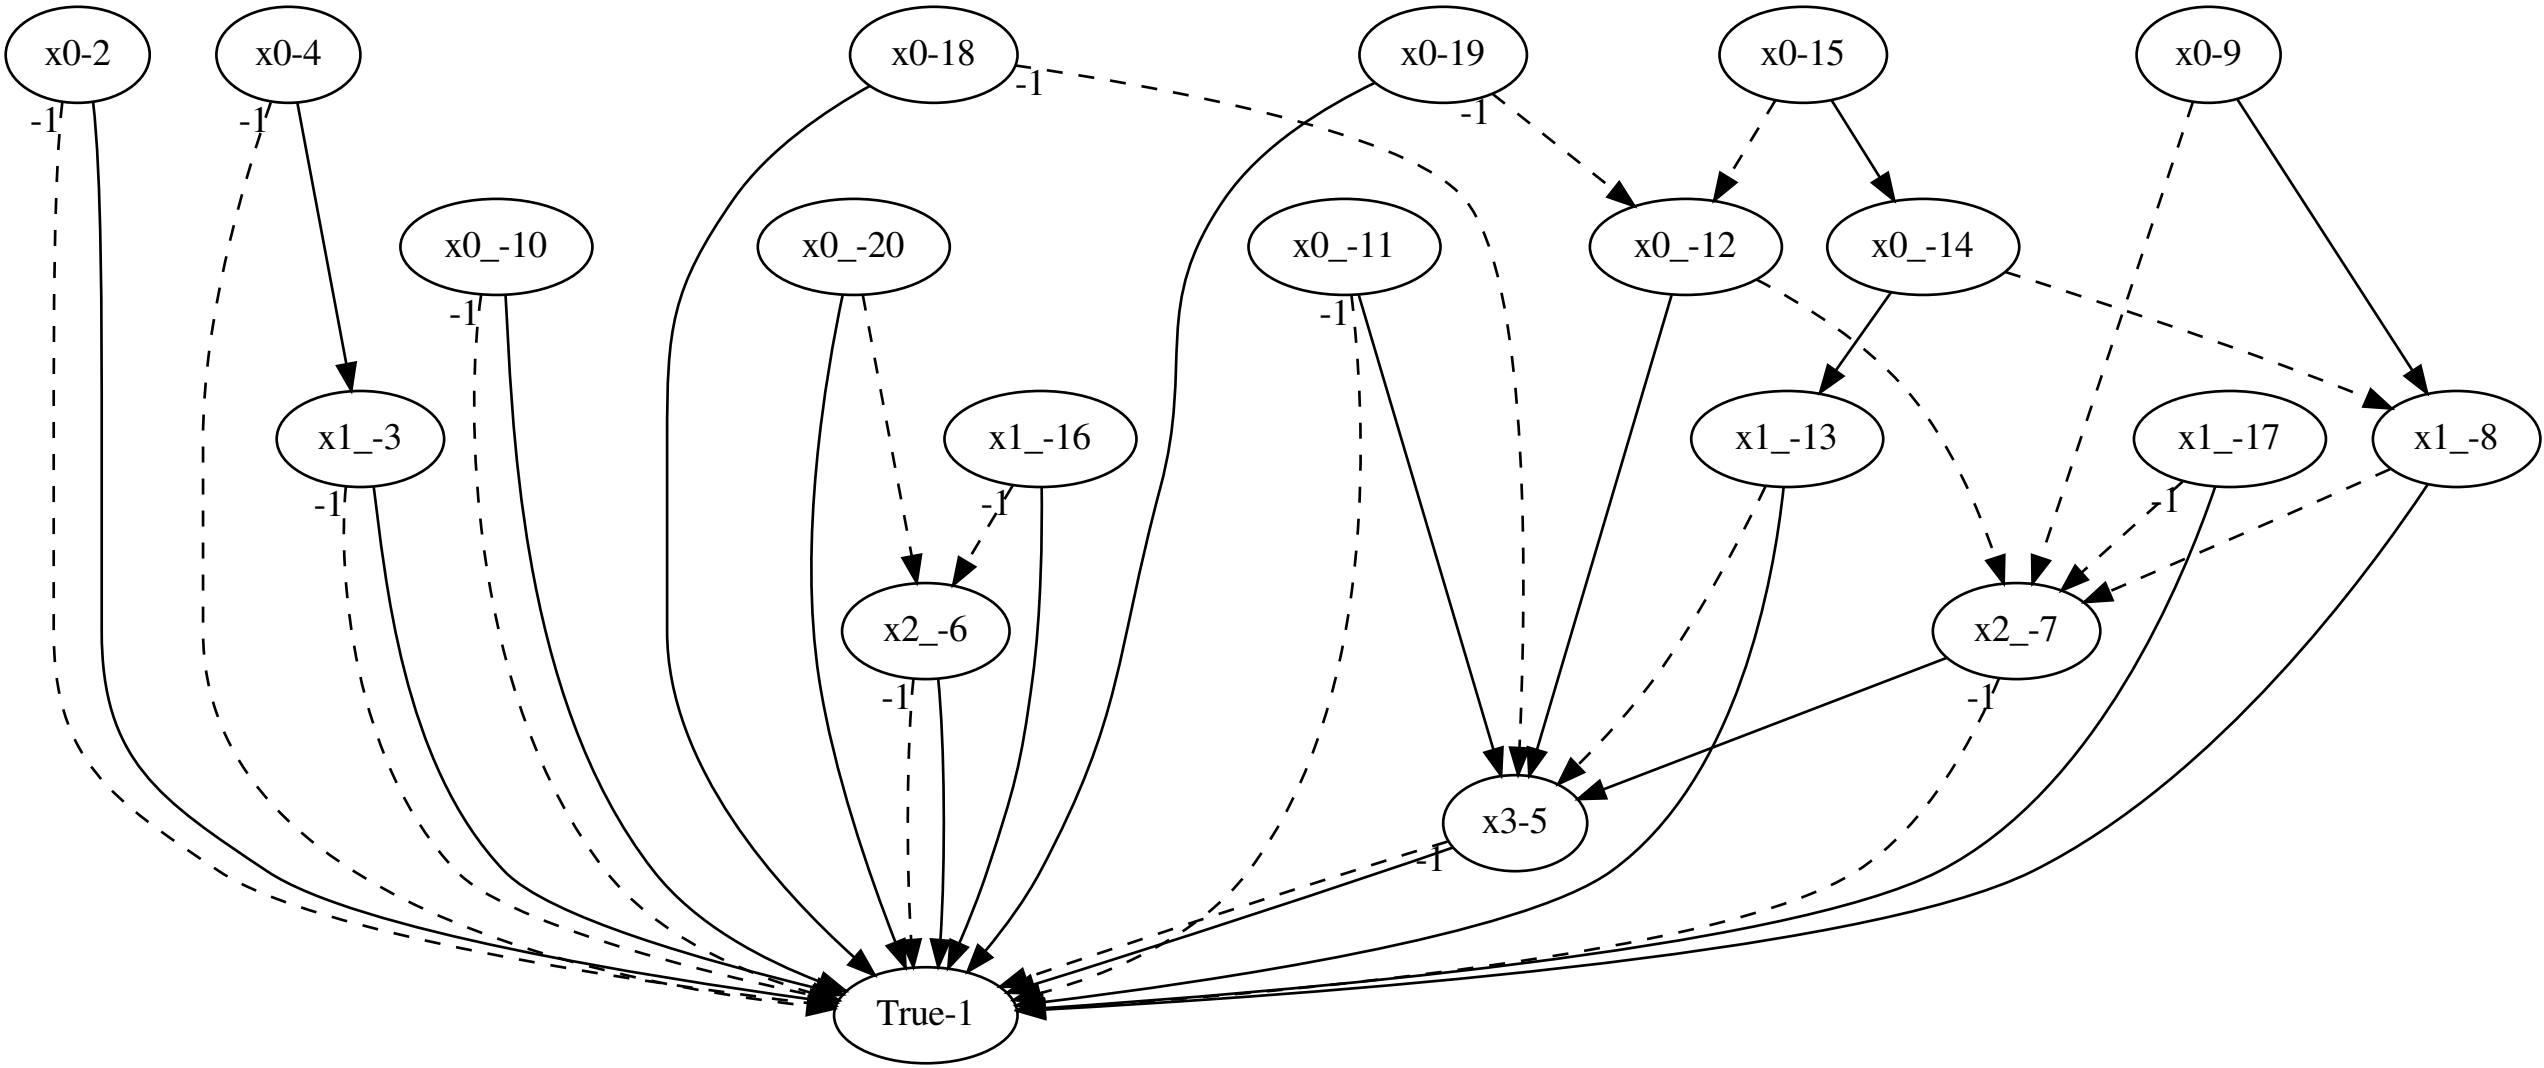 x0-2
x0-4
x0-18
x0-19
x0-15
x0-9
-1
-1
-1
-1
x0_-10
x0_-20
x0_-11
x0_-12
x0_-14
-1
-1
x1_-3
x1_-16
x1_-13
x1_-17
x1_-8
-1
-1
-1
x2_-6
x2_-7
-1
-1
x3-5
-1
True-1